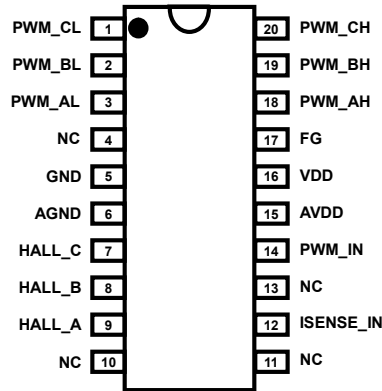 PWM_CL 1 20 PWM_CH
PWM_BL 2 19 PWM_BH
PWM_AL 3 18 PWM_AH
NC 4 17 FG
GND 5 16 VDD
AGND 6 15 AVDD
HALL_C 7 14 PWM_IN
HALL_B 8 13 NC
HALL_A 9 12 ISENSE_IN
NC 10 11 NC